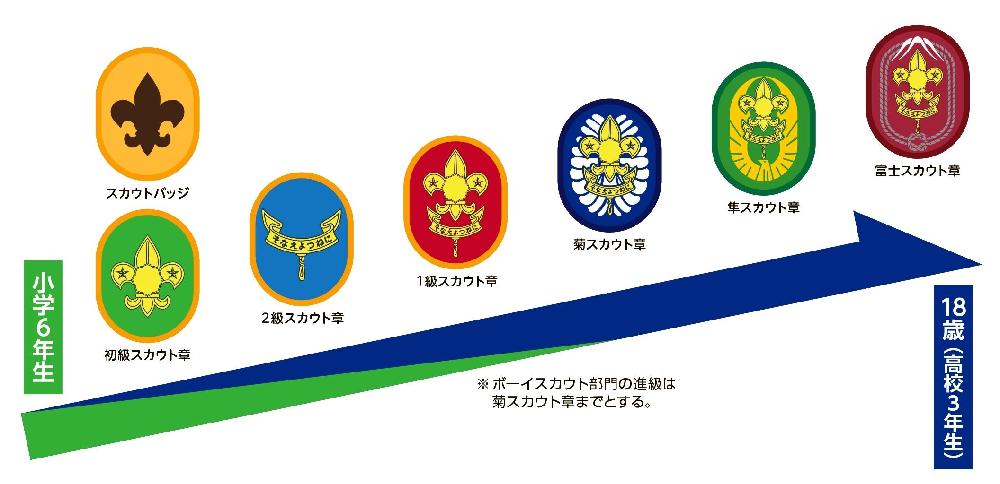 スカウトバッジ
初級スカウト章
そなえよつねに
2級スカウト章
そなえよつねに
1級スカウト章
そなえよつねに
菊スカウト章
そなえよつねに
隼スカウト章
そなえよつねに
富士スカウト章
小学6年生
18歳(高校3年生)
※ボーイスカウト部門の進級は
菊スカウト章までとする。